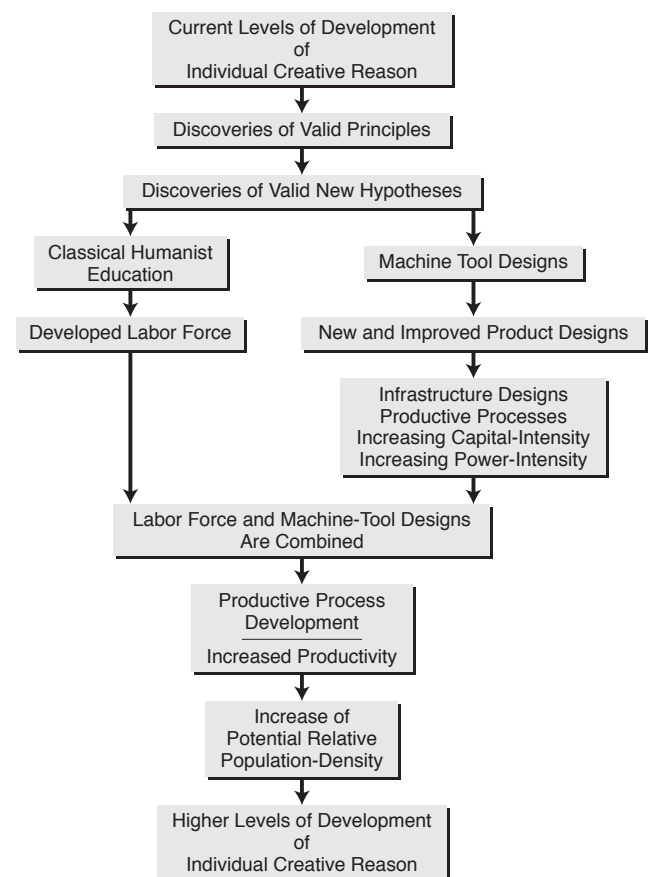 Current Levels of Development
of
Individual Creative Reason
Discoveries of Valid Principles
Discoveries of Valid New Hypotheses
Classical Humanist
Education
Developed Labor Force
Machine Tool Designs
New and Improved Product Designs
Infrastructure Designs
Productive Processes
Increasing Capital-Intensity
Increasing Power-Intensity
Labor Force and Machine-Tool Designs
Are Combined
Productive Process
Development
Increased Productivity
Increase of
Potential Relative
Population-Density
Higher Levels of Development
of
Individual Creative Reason